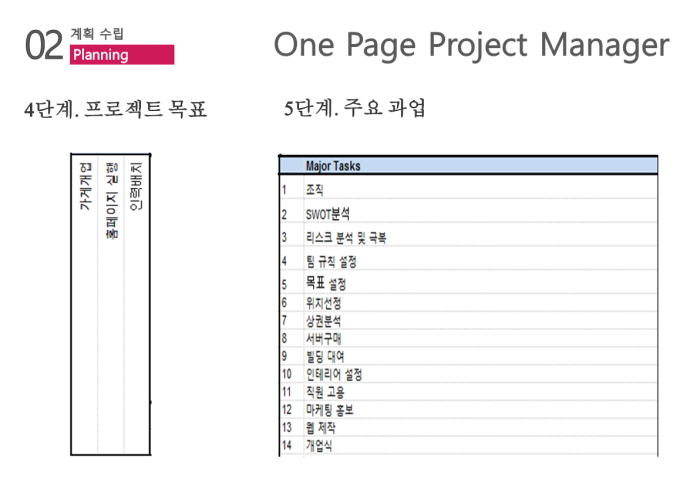 02
계획 수립
Planning
One Page Project Manager
4단계. 프로젝트 목표
5단계. 주요 과업
가게개업
홈페이지 실행
인력배치
Major Tasks
1 조직
2 SWOT분석
3 리스크 분석 및 극복
4 팀 규칙 설정
5 목표 설정
6 위치선정
7 상권분석
8 서버구매
9 빌딩 대여
10 인테리어 설정
11 직원 고용
12 마케팅 홍보
13 웹 제작
14 개업식